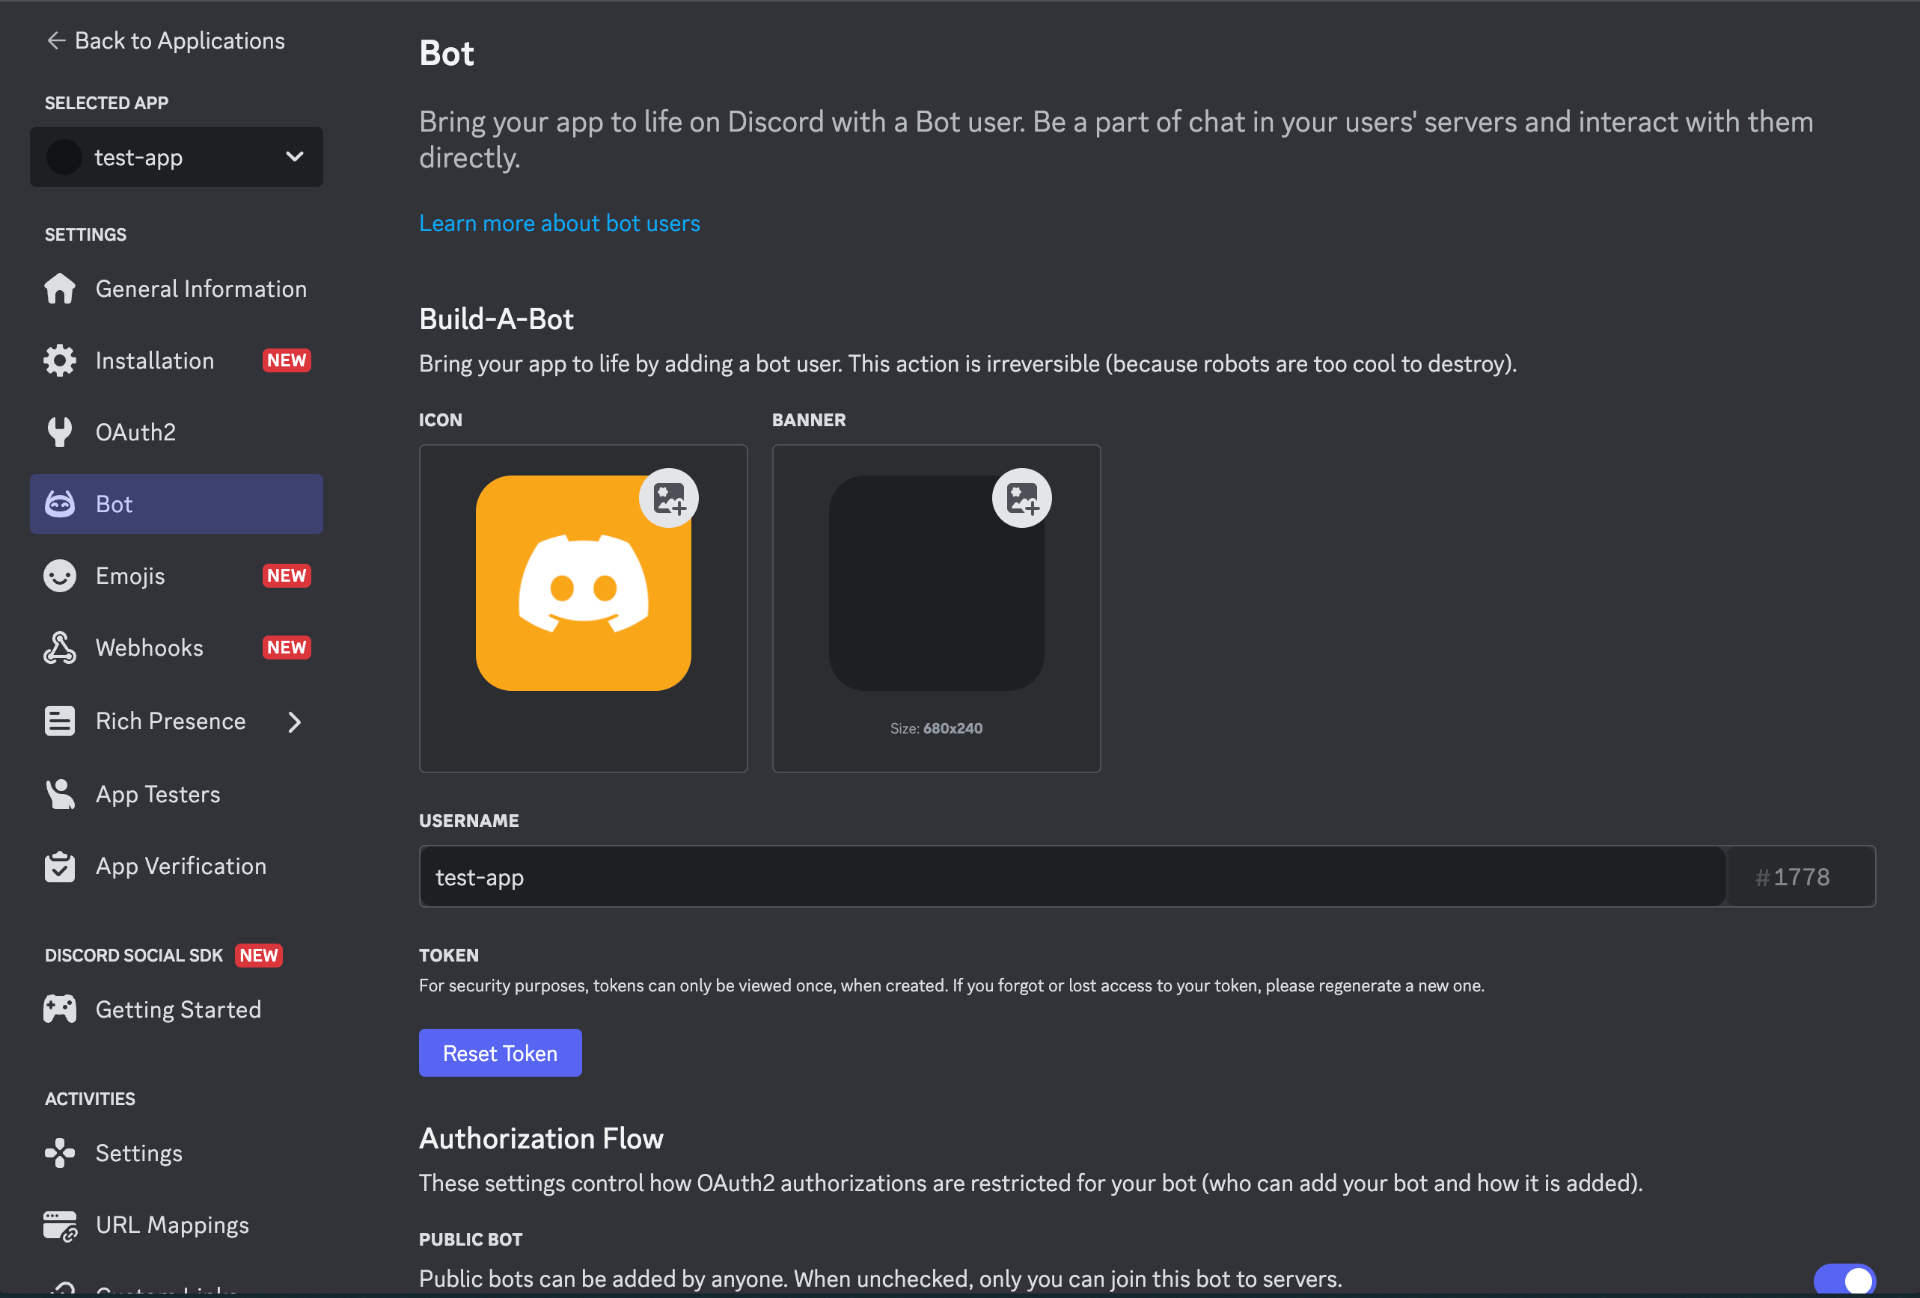 Back to Applications
SELECTED APP
test-app
SETTINGS
General Information
Installation NEW
OAuth2
Bot
Emojis NEW
Webhooks NEW
Rich Presence
App Testers
App Verification
DISCORD SOCIAL SDK NEW
Getting Started
ACTIVITIES
Settings
URL Mappings
Custom Links
Bot
Bring your app to life on Discord with a Bot user. Be a part of chat in your users' servers and interact with them
directly.
Learn more about bot users
Build-A-Bot
Bring your app to life by adding a bot user. This action is irreversible (because robots are too cool to destroy).
ICON
BANNER
Size: 680x240
USERNAME
test-app #1778
TOKEN
For security purposes, tokens can only be viewed once, when created. If you forgot or lost access to your token, please regenerate a new one.
Reset Token
Authorization Flow
These settings control how OAuth2 authorizations are restricted for your bot (who can add your bot and how it is added).
PUBLIC BOT
Public bots can be added by anyone. When unchecked, only you can join this bot to servers.